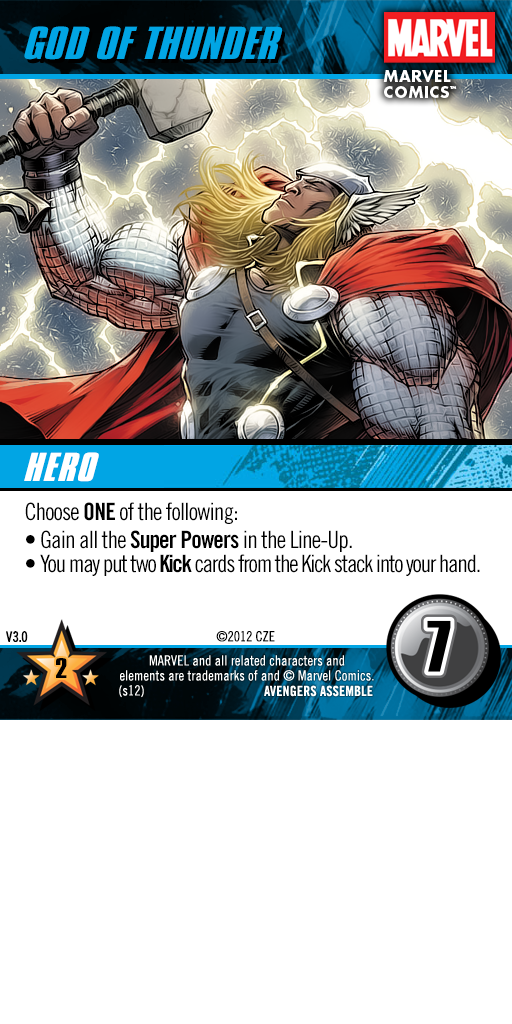 GOD OF THUNDER
MARVEL
MARVEL
COMICS™
HERO
Choose ONE of the following:
• Gain all the Super Powers in the Line-Up.
• You may put two Kick cards from the Kick stack into your hand.
V3.0
©2012 CZE
7
2
MARVEL and all related characters and
elements are trademarks of and © Marvel Comics.
(s12) AVENGERS ASSEMBLE